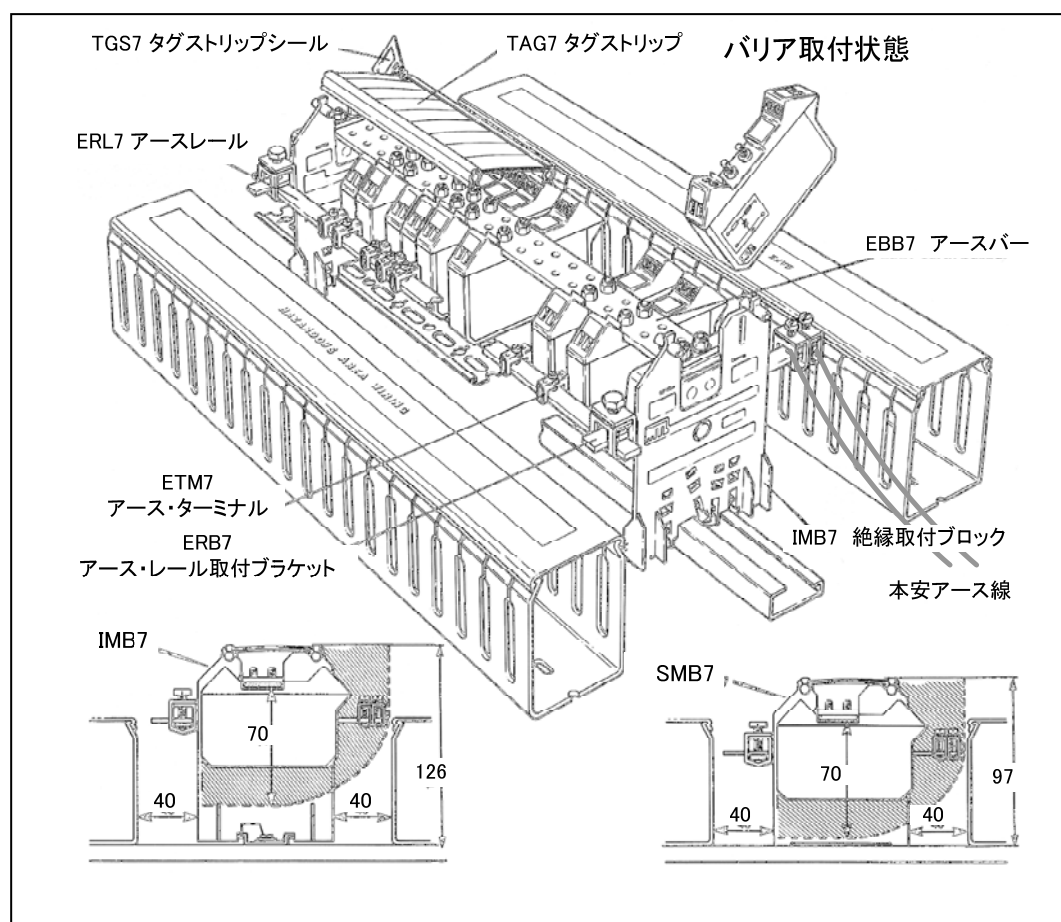 TGS7 タグストリップシール
TAG7 タグストリップ
バリア取付状態
ERL7 アースレール
EBB7 アースバー
HAZARDOUS AREA WIRING
MTL
ETM7
アース・ターミナル
ERB7
アース・レール取付ブラケット
IMB7 絶縁取付ブロック
本安アース線
IMB7
70
126
40
40
SMB7
70
97
40
40